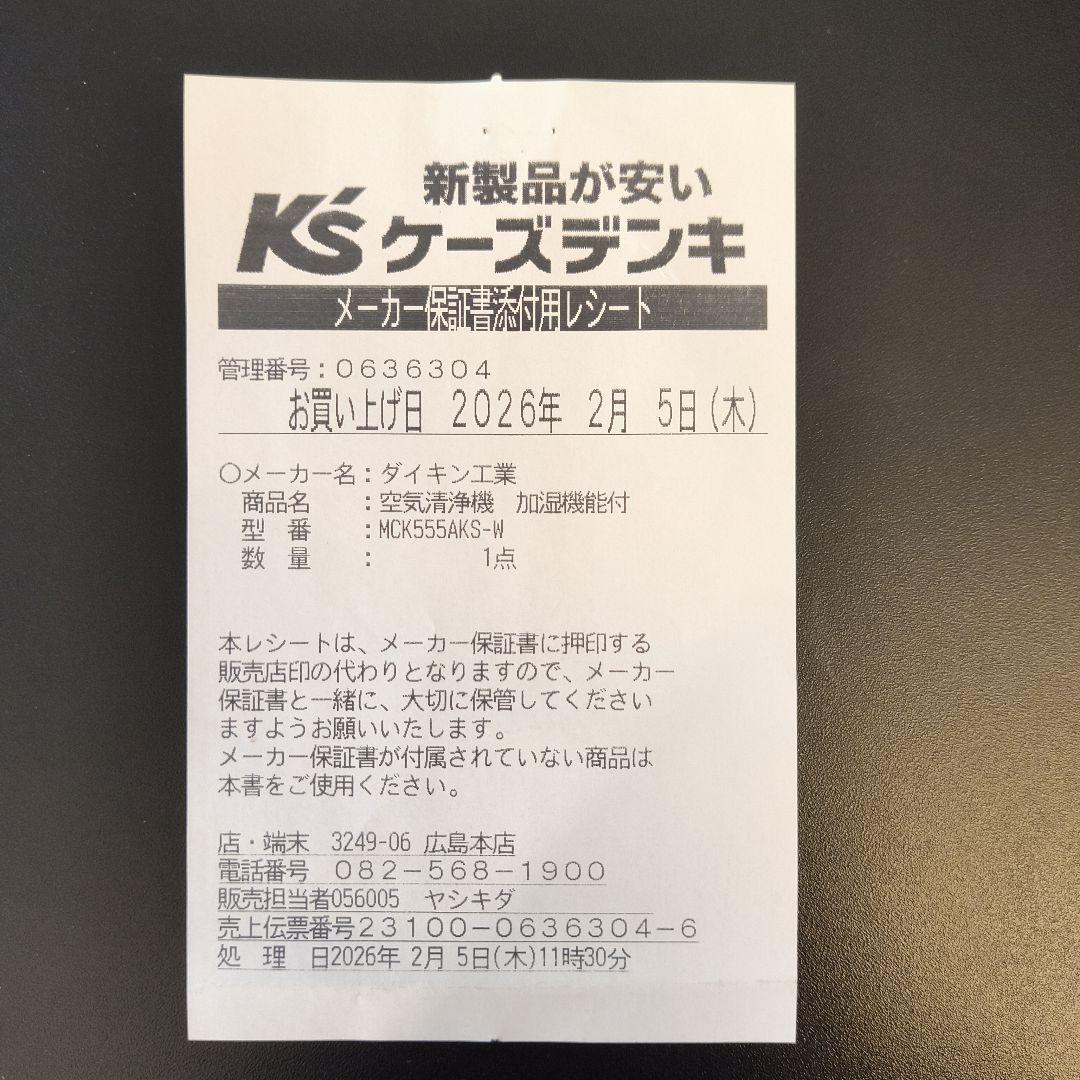 新製品が安い
K'sケーズデンキ
メーカー保証書添付用レシート
管理番号：０６３６３０４
お買い上げ日　２０２６年　２月　５日（木）
〇メーカー名：ダイキン工業
商品名　　：空気清浄機　加湿機能付
型　番　　：MCK555AKS-W
数　量　　：　　　　　1点
本レシートは、メーカー保証書に押印する
販売店印の代わりとなりますので、メーカー
保証書と一緒に、大切に保管してください
ますようお願いいたします。
メーカー保証書が付属されていない商品は
本書をご使用ください。
店・端末　3249-06 広島本店
電話番号　０８２－５６８－１９００
販売担当者056005　ヤシキダ
売上伝票番号２３１００－０６３６３０４－６
処　理　日2026年 2月 5日(木)11時30分